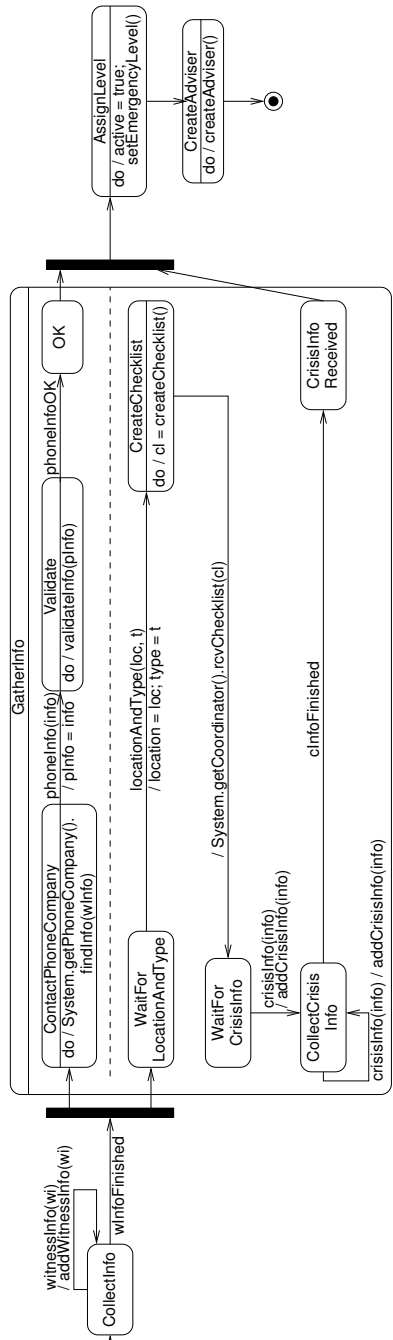 witnessInfo(wi)
/ addWitnessInfo(wi)
CollectInfo
wInfoFinished
GatherInfo
ContactPhoneCompany
do / System.getPhoneCompany().
findInfo(wInfo)
phoneInfo(info)
/ pInfo = info
Validate
do / validateInfo(pInfo)
phoneInfoOK
OK
WaitFor
LocationAndType
locationAndType(loc, t)
/ location = loc; type = t
CreateChecklist
do / cl = createChecklist()
/ System.getCoordinator().rcvChecklist(cl)
WaitFor
CrisisInfo
crisisInfo(info)
/ addCrisisInfo(info)
CollectCrisis
Info
crisisInfo(info) / addCrisisInfo(info)
cInfoFinished
CrisisInfo
Received
AssignLevel
do / active = true;
setEmergencyLevel()
CreateAdviser
do / createAdviser()